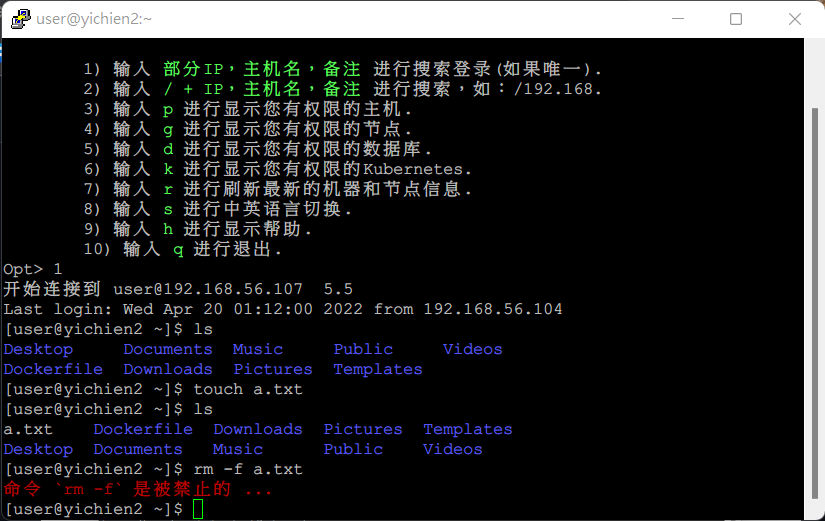 user@yichien2:~
1) 输入 部分IP，主机名，备注 进行搜索登录(如果唯一).
2) 输入 / + IP，主机名，备注 进行搜索，如：/192.168.
3) 输入 p 进行显示您有权限的主机.
4) 输入 g 进行显示您有权限的节点.
5) 输入 d 进行显示您有权限的数据库.
6) 输入 k 进行显示您有权限的Kubernetes.
7) 输入 r 进行刷新最新的机器和节点信息.
8) 输入 s 进行中英语言切换.
9) 输入 h 进行显示帮助.
10) 输入 q 进行退出.
Opt> 1
开始连接到 user@192.168.56.107  5.5
Last login: Wed Apr 20 01:12:00 2022 from 192.168.56.104
[user@yichien2 ~]$ ls
Desktop     Documents  Music     Public     Videos
Dockerfile  Downloads  Pictures  Templates
[user@yichien2 ~]$ touch a.txt
[user@yichien2 ~]$ ls
a.txt    Dockerfile  Downloads  Pictures  Templates
Desktop  Documents   Music      Public    Videos
[user@yichien2 ~]$ rm -f a.txt
命令 `rm -f` 是被禁止的 ...
[user@yichien2 ~]$